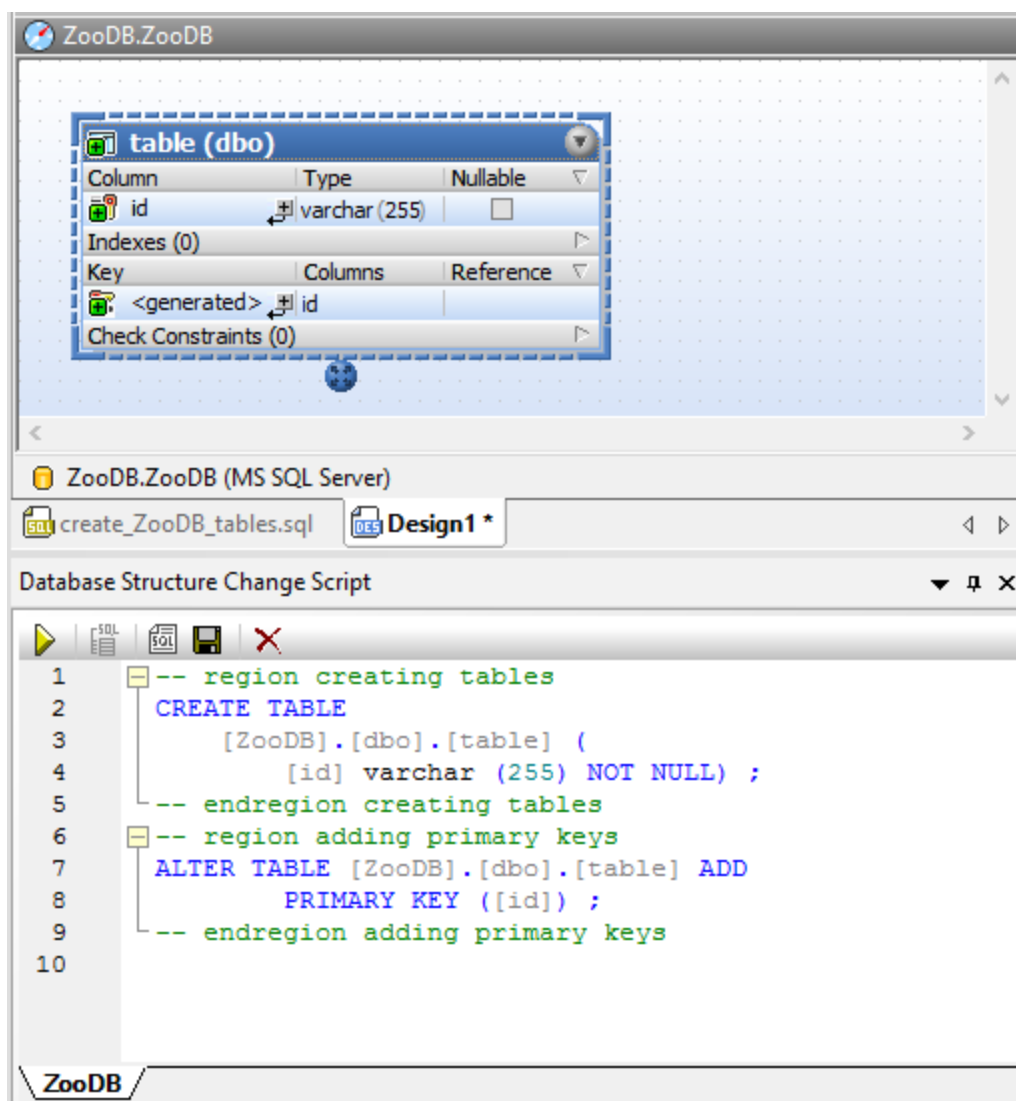 ZooDB.ZooDB
table (dbo)
Column Type Nullable
id varchar (255)
Indexes (0)
Key Columns Reference
<generated> id
Check Constraints (0)
ZooDB.ZooDB (MS SQL Server)
create_ZooDB_tables.sql Design1 *
Database Structure Change Script
1 -- region creating tables
2 CREATE TABLE
3 [ZooDB].[dbo].[table] (
4 [id] varchar (255) NOT NULL) ;
5 -- endregion creating tables
6 -- region adding primary keys
7 ALTER TABLE [ZooDB].[dbo].[table] ADD
8 PRIMARY KEY ([id]) ;
9 -- endregion adding primary keys
10
ZooDB